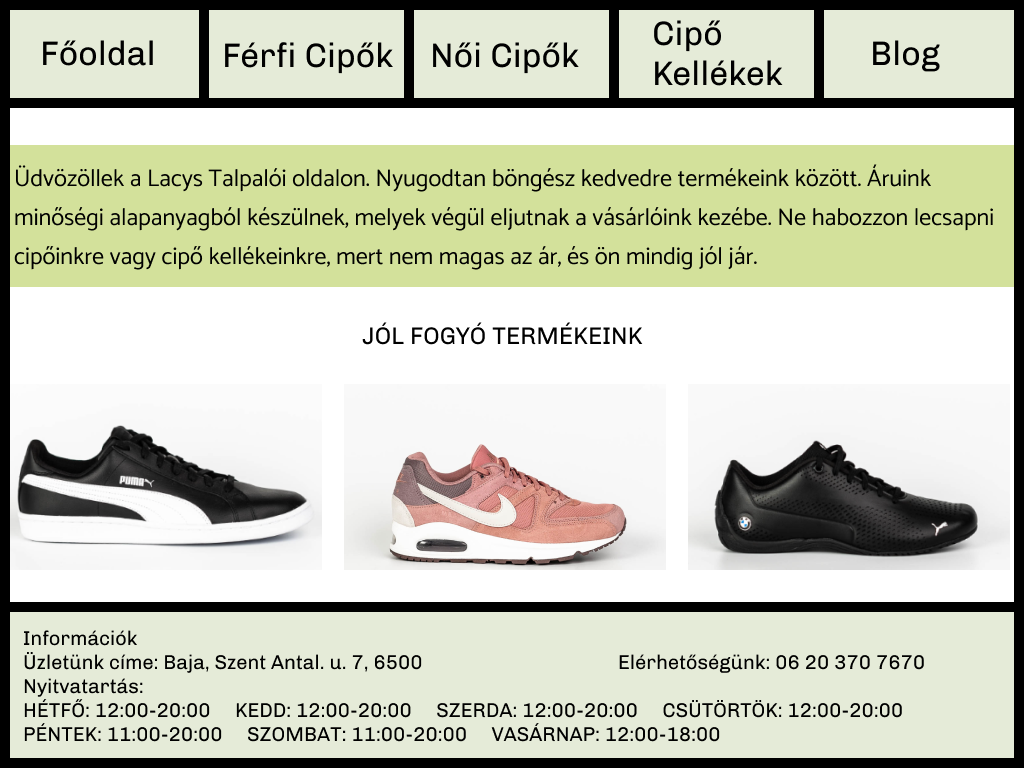 Főoldal
Férfi Cipők
Női Cipők
Cipő
Kellékek
Blog
Üdvözöllek a Lacys Talpalói oldalon. Nyugodtan böngész kedvedre termékeink között. Áruink
minőségi alapanyagból készülnek, melyek végül eljutnak a vásárlóink kezébe. Ne habozzon lecsapni
cipőinkre vagy cipő kellékeinkre, mert nem magas az ár, és ön mindig jól jár.
JÓL FOGYÓ TERMÉKEINK
PUMA
Információk
Üzletünk címe: Baja, Szent Antal. u. 7, 6500
Elérhetőségünk: 06 20 370 7670
Nyitvatartás:
HÉTFŐ: 12:00-20:00 KEDD: 12:00-20:00 SZERDA: 12:00-20:00 CSÜTÖRTÖK: 12:00-20:00
PÉNTEK: 11:00-20:00 SZOMBAT: 11:00-20:00 VASÁRNAP: 12:00-18:00